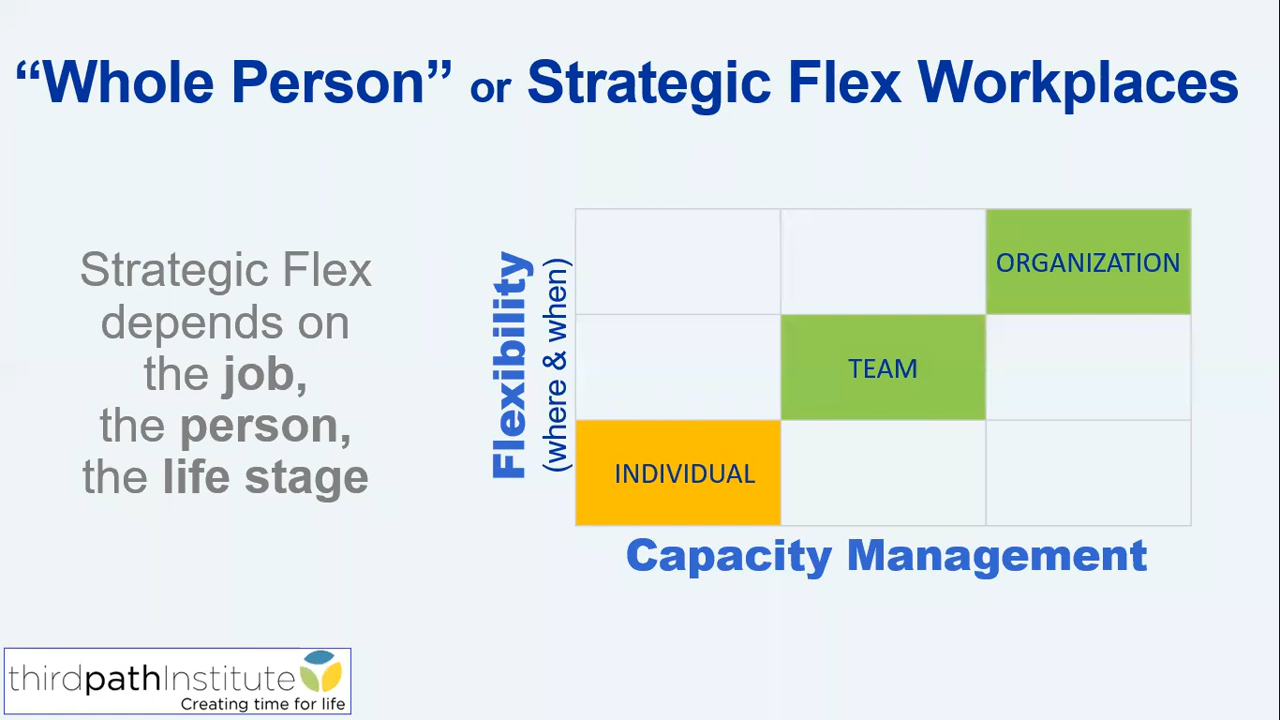 “Whole Person” or Strategic Flex Workplaces
Strategic Flex
depends on
the job,
the person,
the life stage
Flexibility
(where & when)
ORGANIZATION
TEAM
INDIVIDUAL
Capacity Management
thirdpathInstitute
Creating time for life